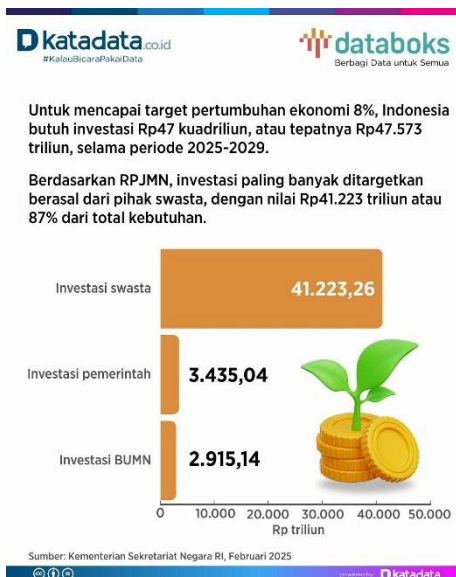 katadata.co.id
#KalauBicaraPakaiData
databoks
Berbagi Data untuk Semua
Untuk mencapai target pertumbuhan ekonomi 8%, Indonesia
butuh investasi Rp47 kuadriliun, atau tepatnya Rp47.573
triliun, selama periode 2025-2029.
Berdasarkan RPJMN, investasi paling banyak ditargetkan
berasal dari pihak swasta, dengan nilai Rp41.223 triliun atau
87% dari total kebutuhan.
Investasi swasta 41.223,26
Investasi pemerintah 3.435,04
Investasi BUMN 2.915,14
0 10.000 20.000 30.000 40.000 50.000
Rp triliun
Sumber: Kementerian Sekretariat Negara RI, Februari 2025
powered by katadata